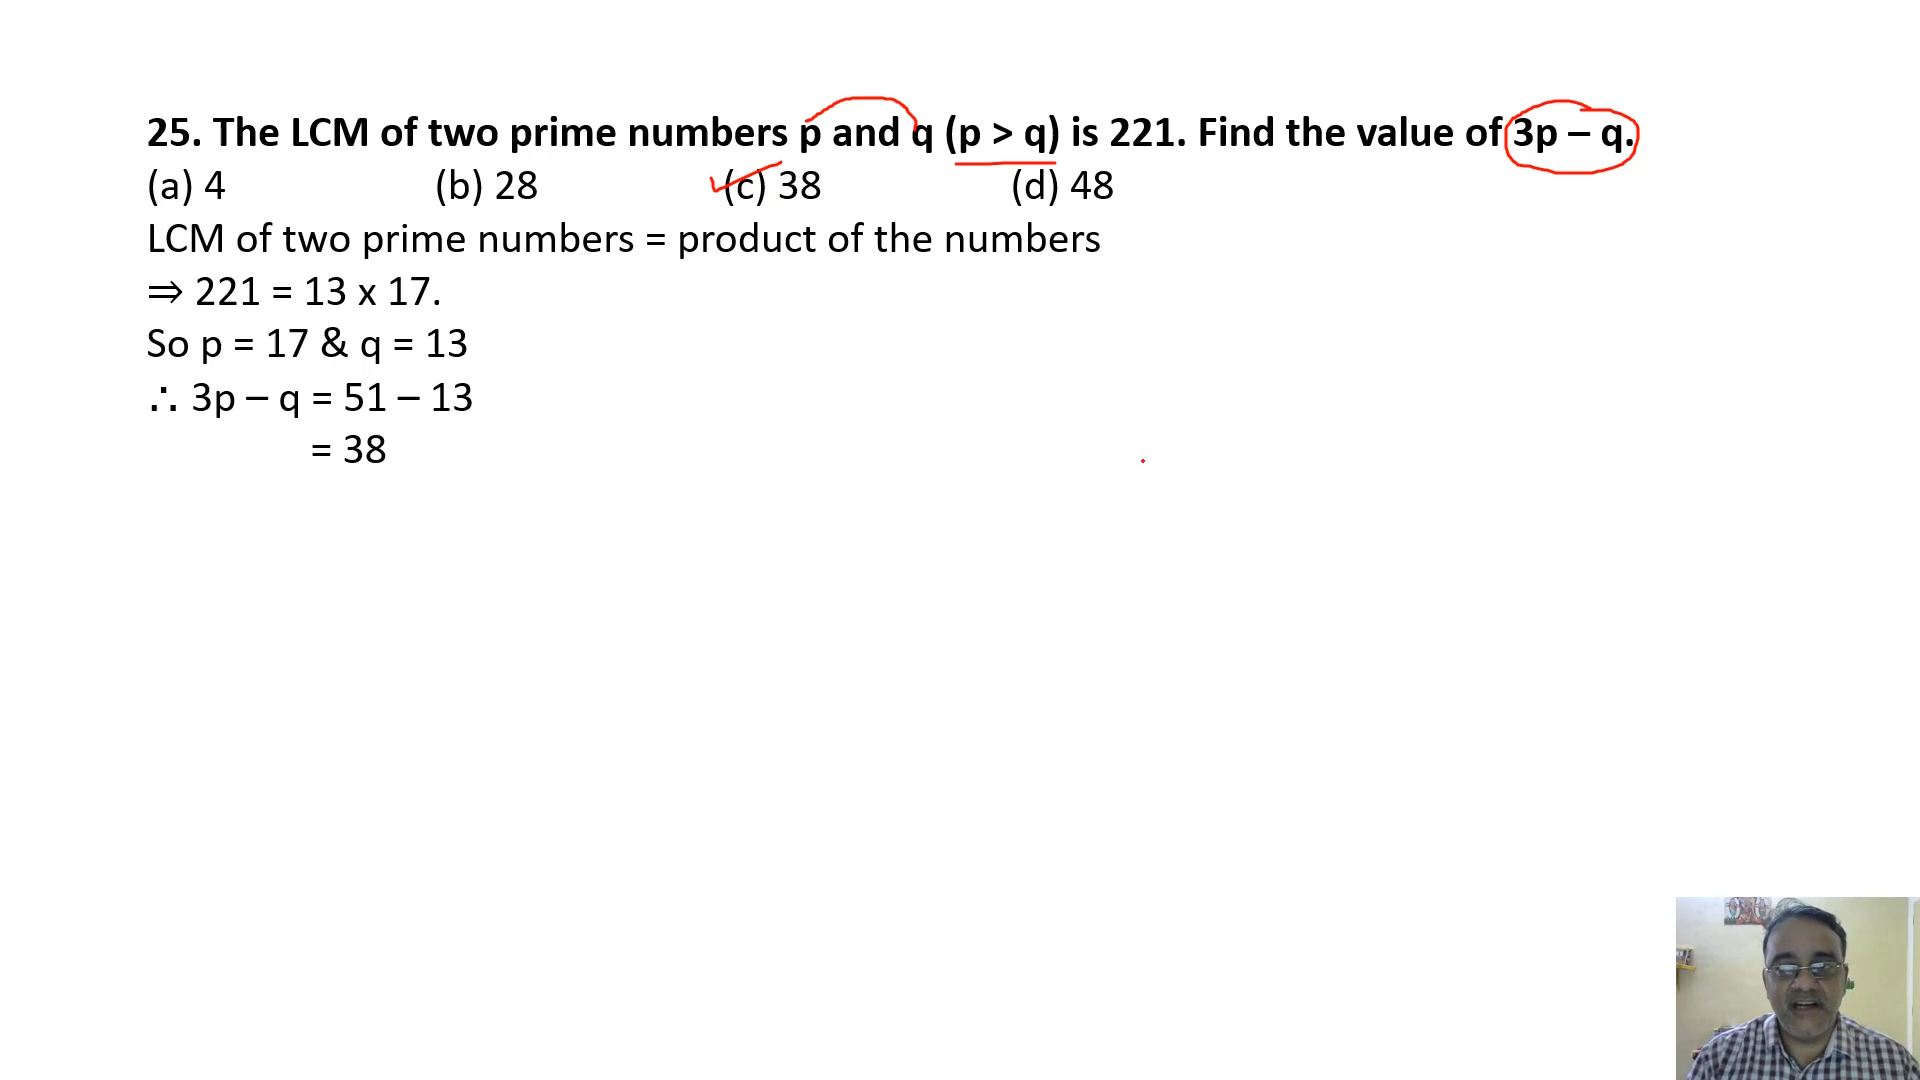 25. The LCM of two prime numbers p and q (p > q) is 221. Find the value of 3p – q.
(a) 4 (b) 28 (c) 38 (d) 48
LCM of two prime numbers = product of the numbers
⇒ 221 = 13 x 17.
So p = 17 & q = 13
∴ 3p – q = 51 – 13
= 38